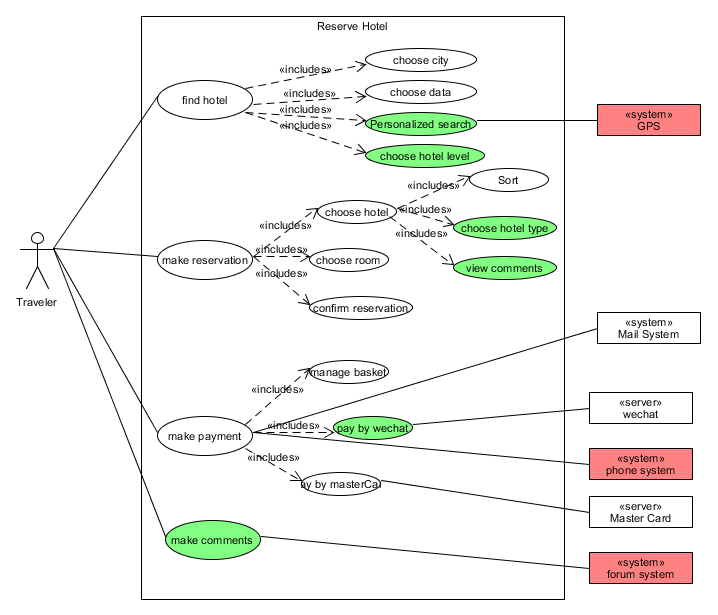 Reserve Hotel
find hotel
«includes»
«includes»
«includes»
«includes»
choose city
choose data
Personalized search
choose hotel level
«system»
GPS
Traveler
make reservation
«includes»
«includes»
«includes»
choose hotel
choose room
confirm reservation
«includes»
«includes»
«includes»
Sort
choose hotel type
view comments
«system»
Mail System
make payment
«includes»
«includes»
«includes»
manage basket
pay by wechat
ay by masterCa
«server»
wechat
«system»
phone system
«server»
Master Card
make comments
«system»
forum system